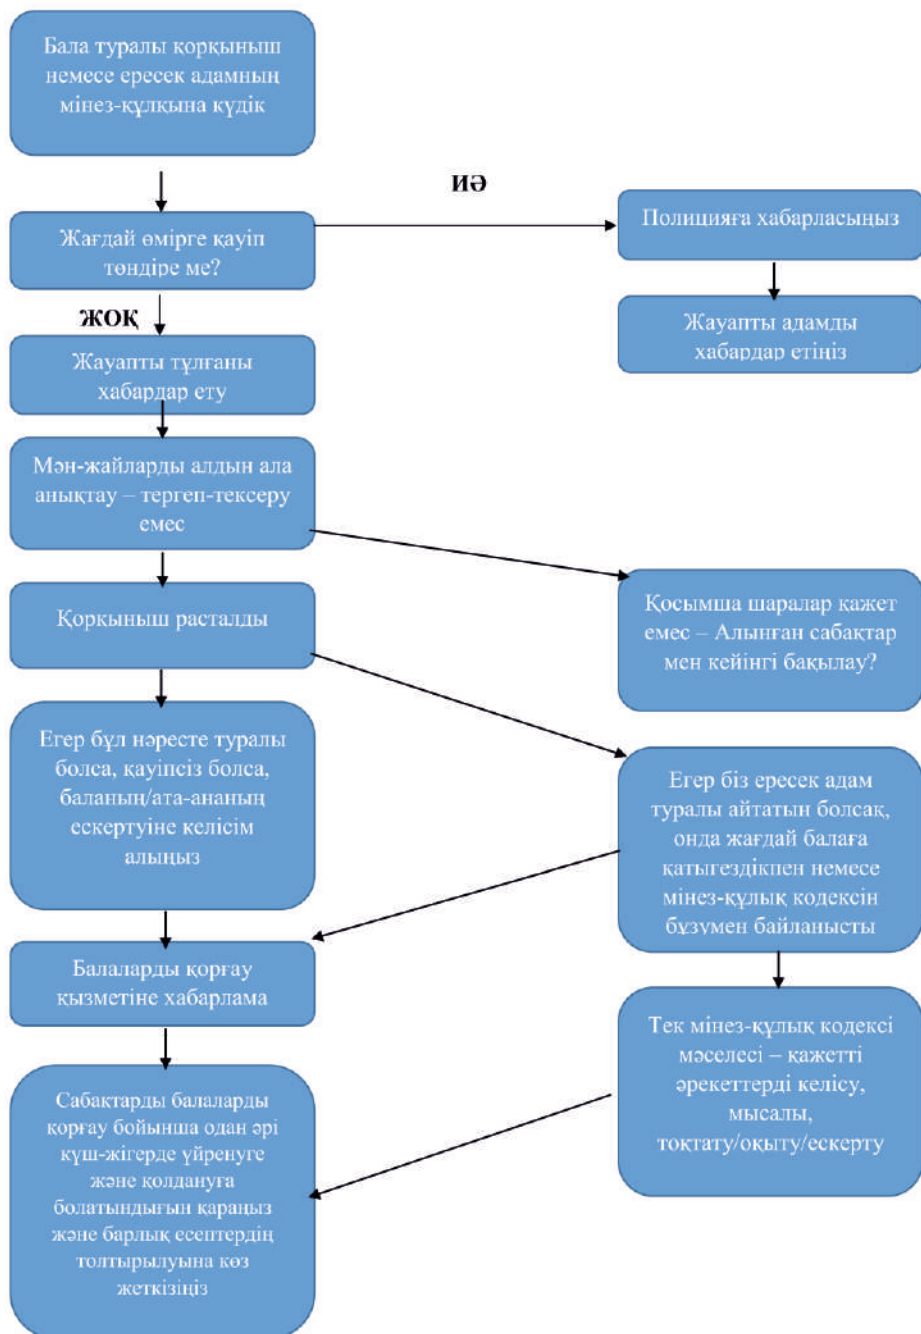 Бала туралы қорқыныш
немесе ересек адамның
мінез-құлқына күдік
ИӘ
Жағдай өмірге қауіп
төндіре ме?
Полицияға хабарласыңыз
ЖОҚ
Жауапты адамды
хабардар етіңіз
Жауапты тұлғаны
хабардар ету
Мән-жайларды алдын ала
анықтау – тергеп-тексеру
емес
Қорқыныш расталды
Қосымша шаралар қажет
емес – Алынған сабақтар
мен кейінгі бақылау?
Егер бұл нәресте туралы
болса, қауіпсіз болса,
баланың/ата-ананың
ескертуіне келісім
алыңыз
Егер біз ересек адам
туралы айтатын болсақ,
онда жағдай балаға
қатыгездікпен немесе
мінез-құлық кодексін
бұзумен байланысты
Балаларды қорғау
қызметіне хабарлама
Тек мінез-құлық кодексі
мәселесі – қажетті
әрекеттерді келісу,
мысалы,
тоқтату/оқыту/ескерту
Сабақтарды балаларды
қорғау бойынша одан әрі
күш-жігерде үйренуге
және қолдануға
болатындығын қараңыз
және барлық есептердің
толтырылуына көз
жеткізіңіз